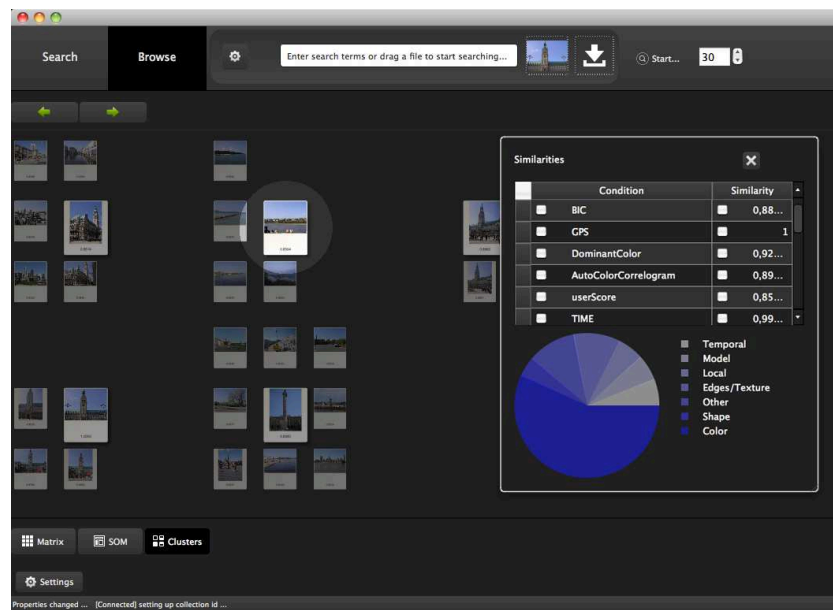 Search
Browse
Enter search terms or drag a file to start searching...
Start...
30
Similarities
Condition Similarity
BIC 0,88...
GPS 1
DominantColor 0,92...
AutoColorCorrelogram 0,89...
userScore 0,85...
TIME 0,99...
Temporal
Model
Local
Edges/Texture
Other
Shape
Color
Matrix
SOM
Clusters
Settings
Properties changed ... [Connected] setting up collection id ...